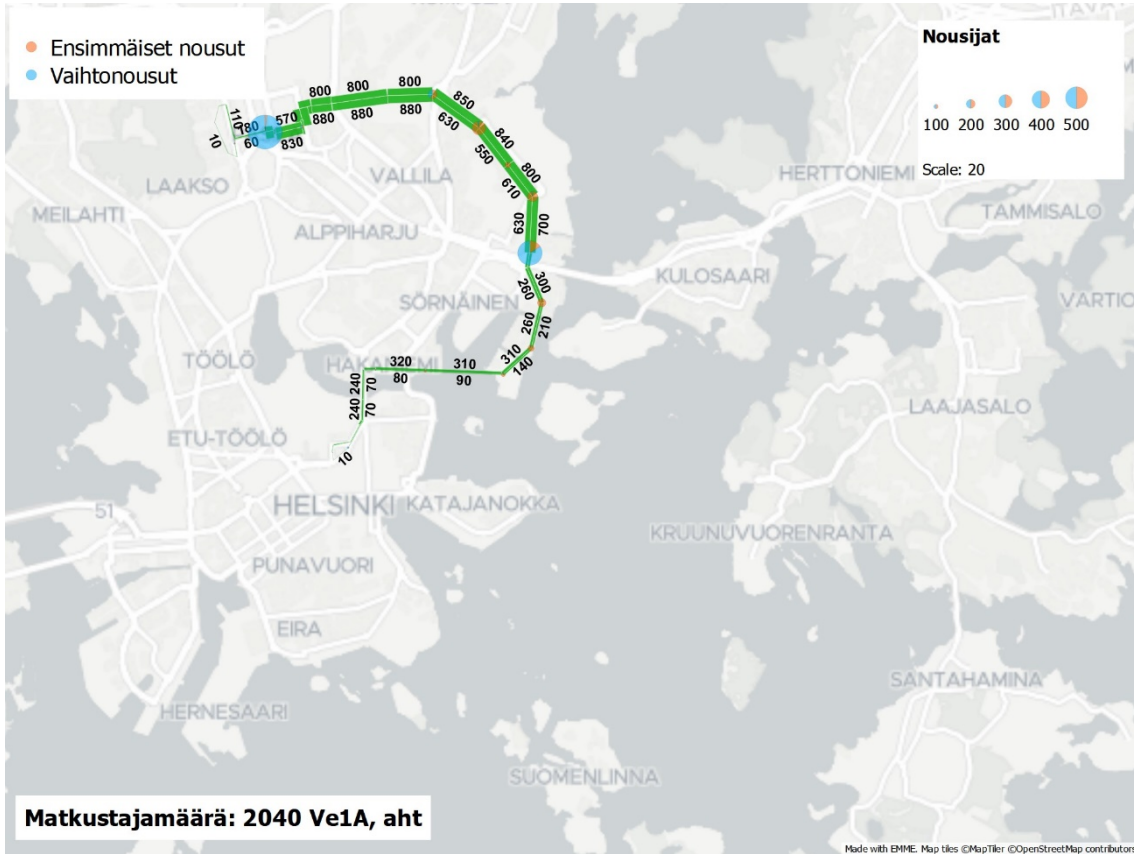 Ensimmäiset nousut
Vaihtonousut
Nousijat
100 200 300 400 500
Scale: 20
ITÄV
800
800
800
850
110
180
570
10
60
830
880
880
880
630
840
550
800
610
LAAKSO
VALLILA
HERTTONIEMI
MEILAHTI
ALPPIHARJU
630
700
TAMMISALO
KULOSAARI
300
260
SÖRNÄINEN
VARTIO
260
210
TÖÖLÖ
310
140
320
310
80
90
240
70
240
70
LAAJASALO
ETU-TÖÖLÖ
10
HELSINKI
KATAJANOKKA
51
KRUUNUVUORENRANTA
PUNAVUORI
EIRA
SANTAHAMINA
HERNESAARI
SUOMENLINNA
Matkustajamäärä: 2040 Ve1A, aht
Made with EMME. Map tiles ©MapTiler ©OpenStreetMap contributors